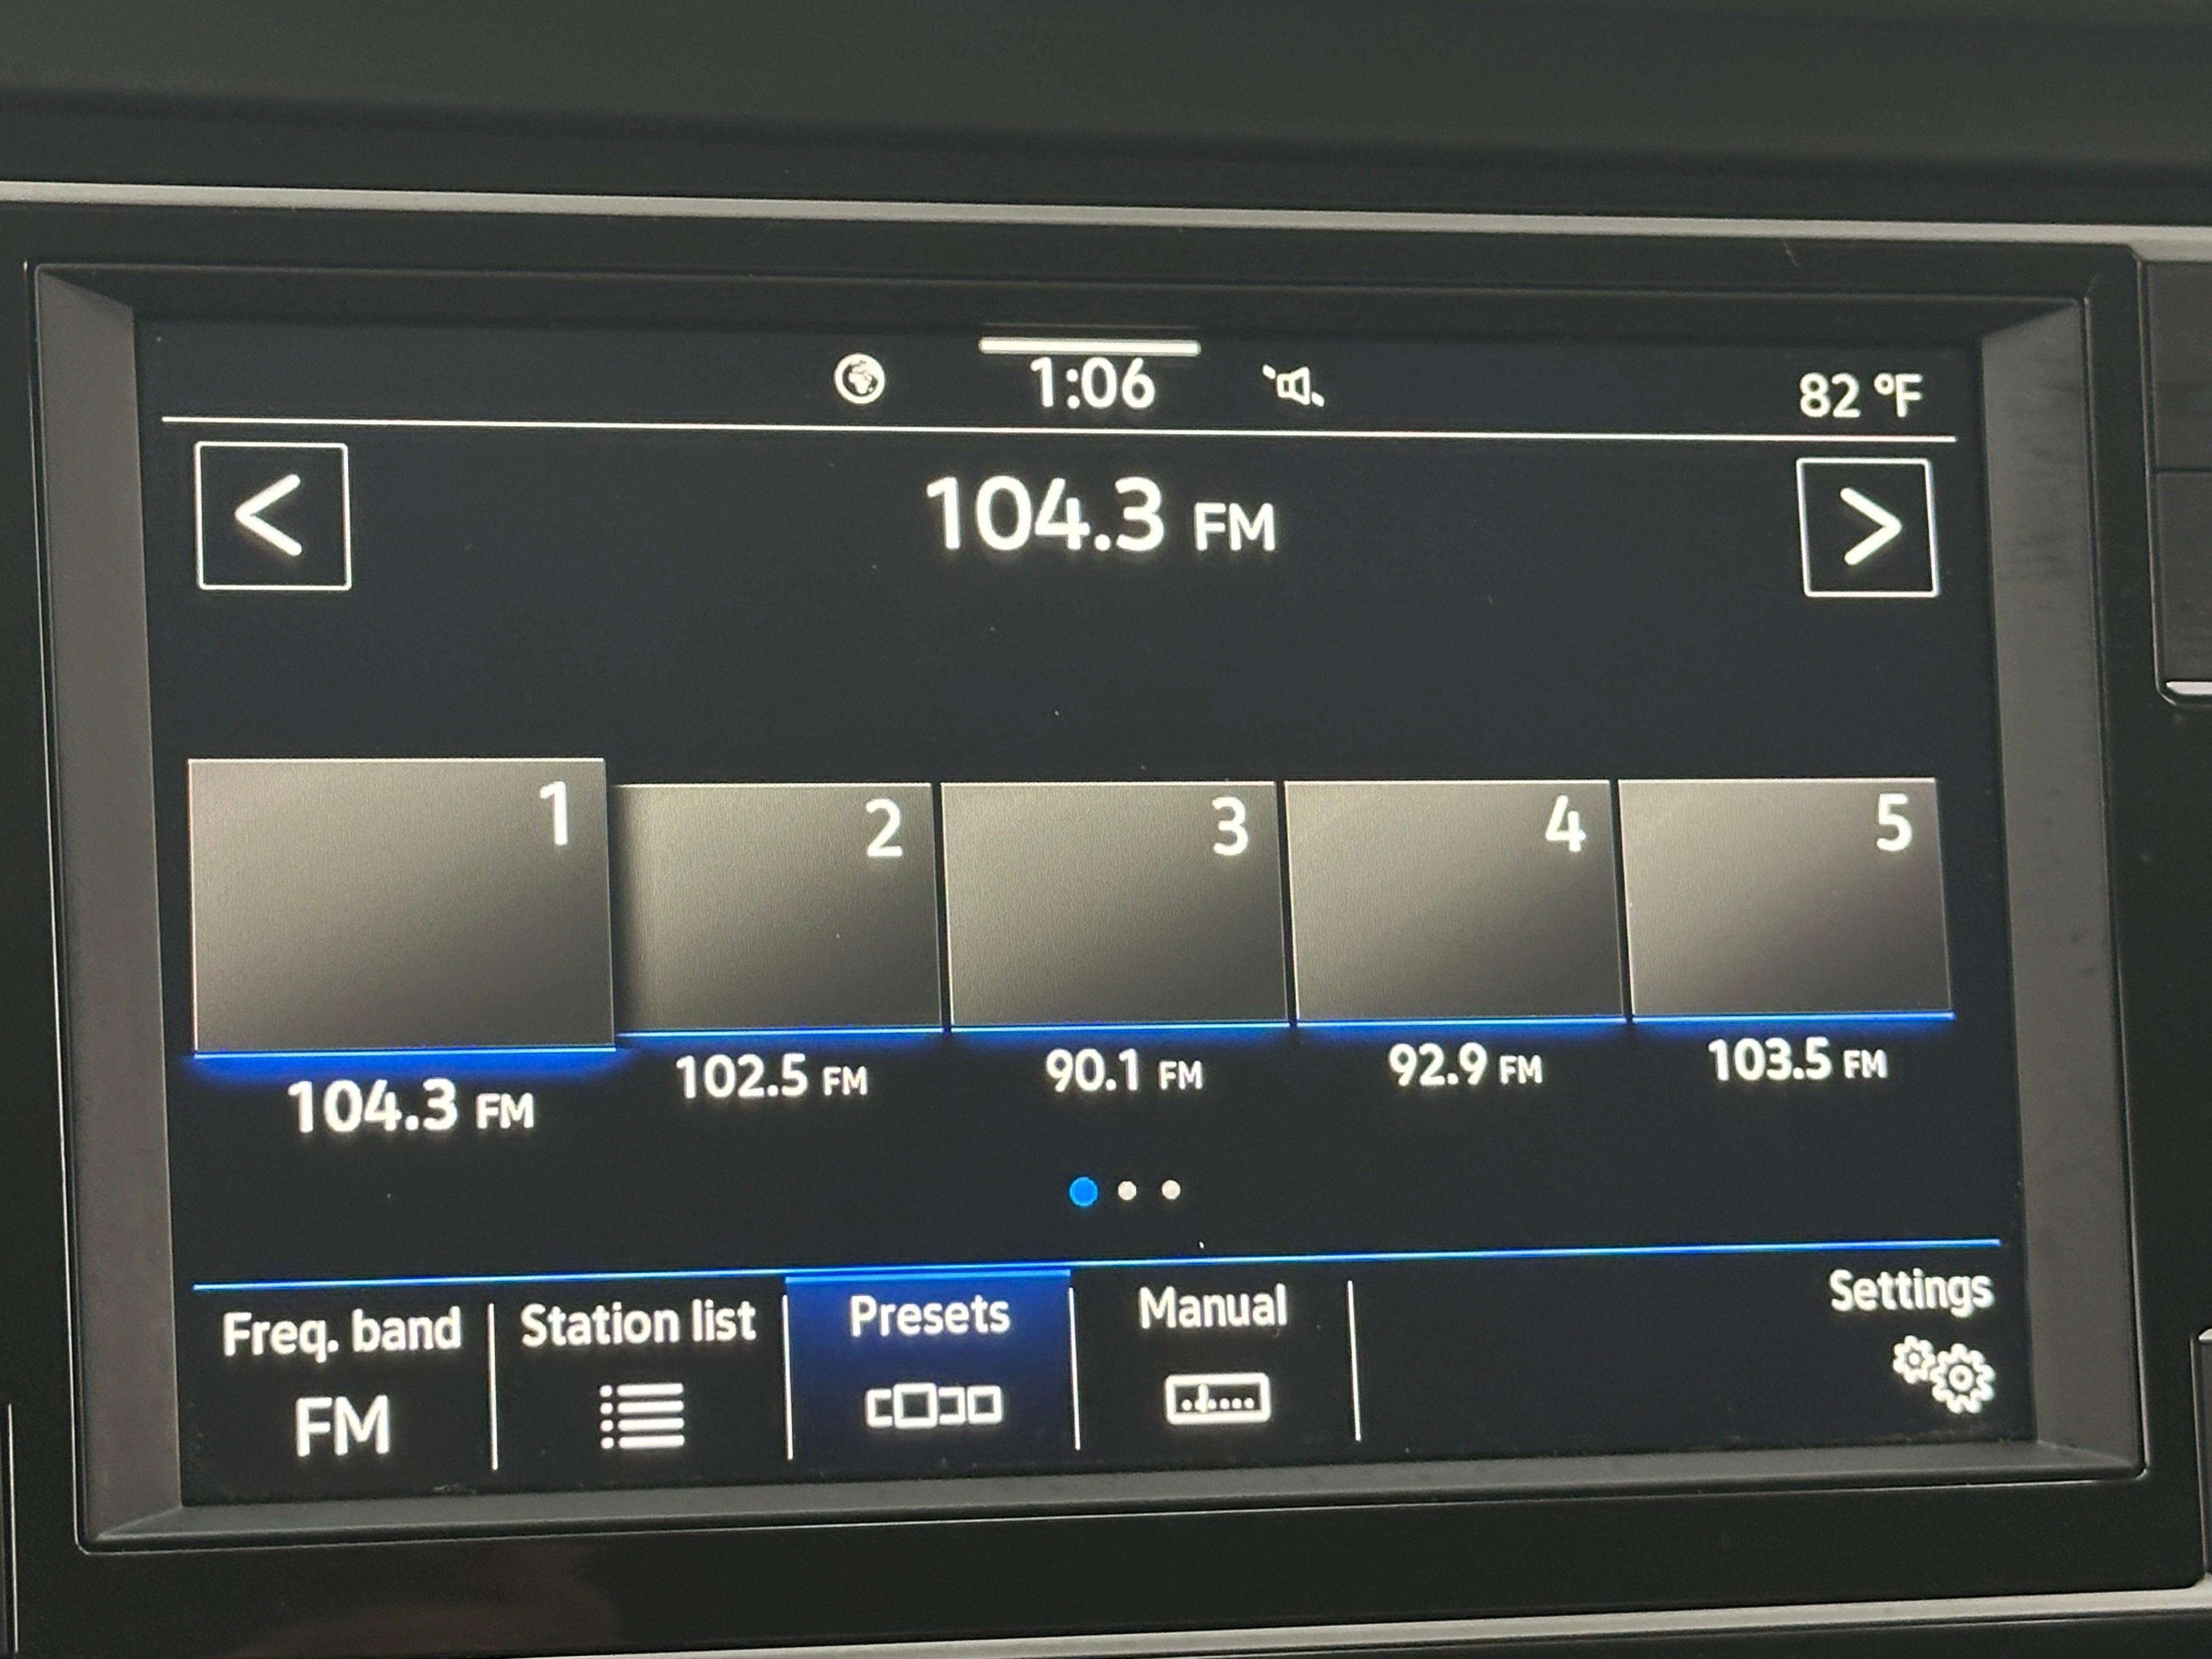 1:06
82 °F
<
104.3 FM
>
1
2
3
4
5
104.3 FM
102.5 FM
90.1 FM
92.9 FM
103.5 FM
Freq. band
Station list
Presets
Manual
Settings
FM